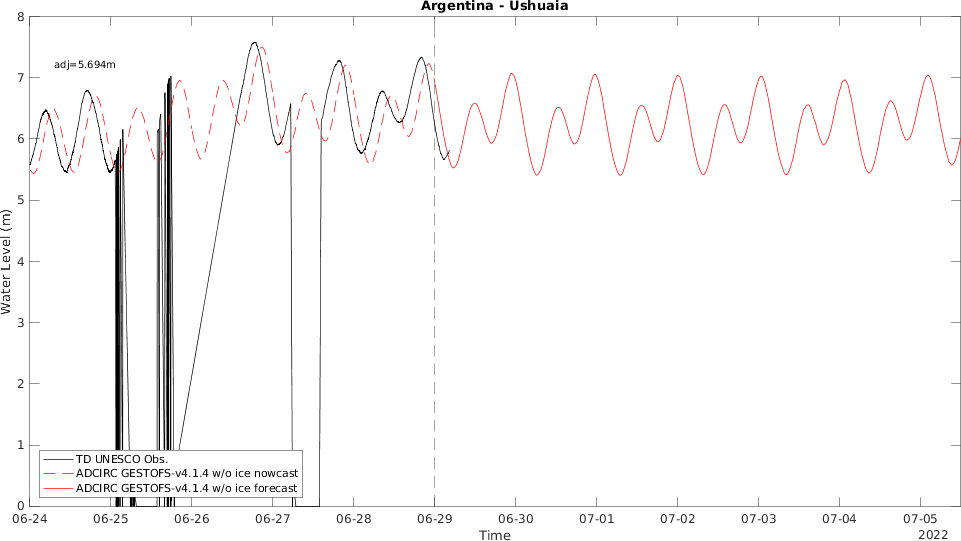 Argentina - Ushuaia
8
adj=5.694m
7
6
5
4
3
2
1
0
Water Level (m)
TD UNESCO Obs.
ADCIRC GESTOFS-v4.1.4 w/o ice nowcast
ADCIRC GESTOFS-v4.1.4 w/o ice forecast
06-24 06-25 06-26 06-27 06-28 06-29 06-30 07-01 07-02 07-03 07-04 07-05
Time
2022